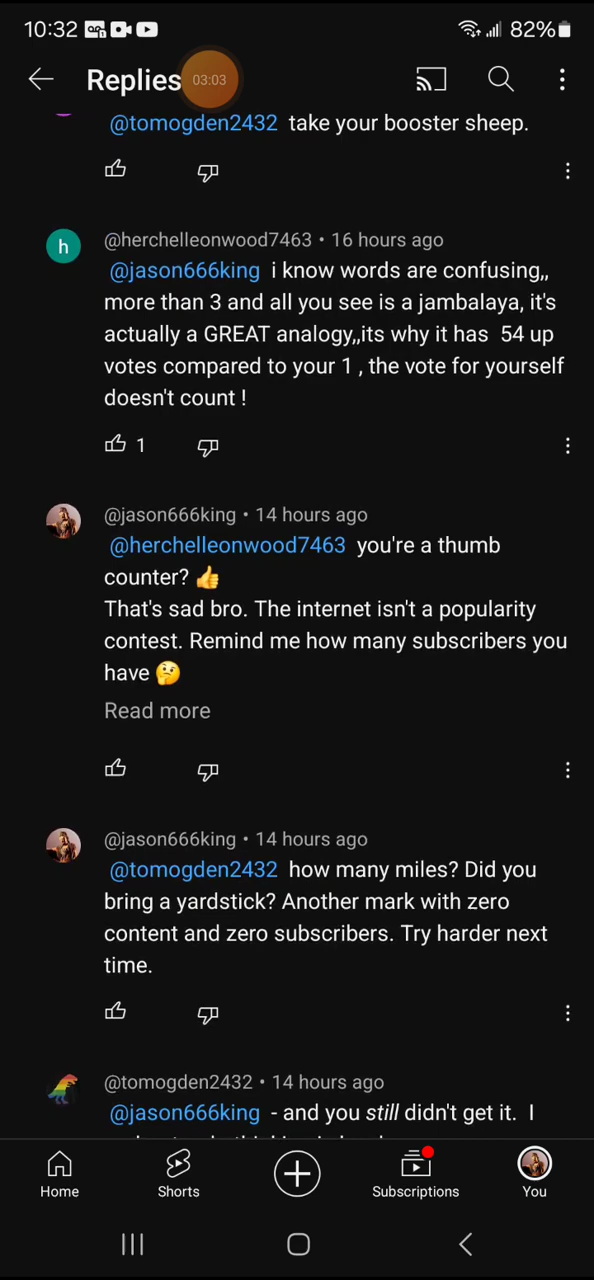 10:32 82%
Replies 03:03
@tomogden2432 take your booster sheep.
h
@herchelleonwood7463 • 16 hours ago
@jason666king i know words are confusing,,
more than 3 and all you see is a jambalaya, it's
actually a GREAT analogy,,its why it has 54 up
votes compared to your 1 , the vote for yourself
doesn't count !
1
@jason666king • 14 hours ago
@herchelleonwood7463 you're a thumb
counter? 👍
That's sad bro. The internet isn't a popularity
contest. Remind me how many subscribers you
have 🤔
Read more
@jason666king • 14 hours ago
@tomogden2432 how many miles? Did you
bring a yardstick? Another mark with zero
content and zero subscribers. Try harder next
time.
@tomogden2432 • 14 hours ago
@jason666king - and you still didn't get it. I
Home Shorts Subscriptions You